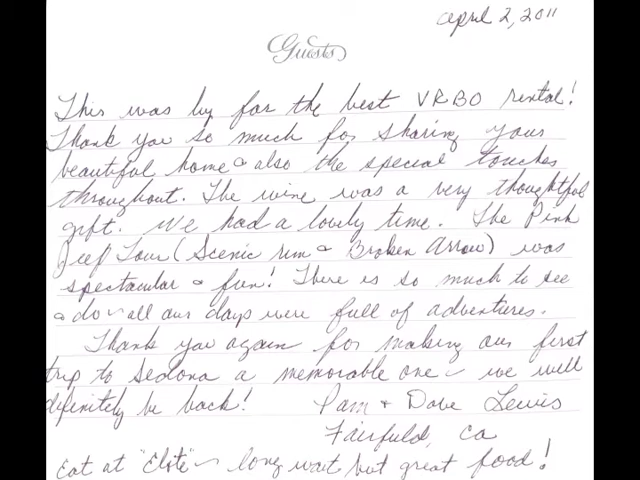 April 2, 2011
Guests
This was by far the best VRBO rental!
Thank you so much for sharing your
beautiful home & also the special touches
throughout. The wine was a very thoughtful
gift. We had a lovely time. The Pink
Jeep Tour (Scenic rim & Broken Arrow) was
spectacular & fun! There is so much to see
& do - all our days were full of adventures.
Thank you again for making our first
trip to Sedona a memorable one - we will
definitely be back! Pam & Dave Lewis
Fairfield, Ca
Eat at "Elote" - long wait but great food!